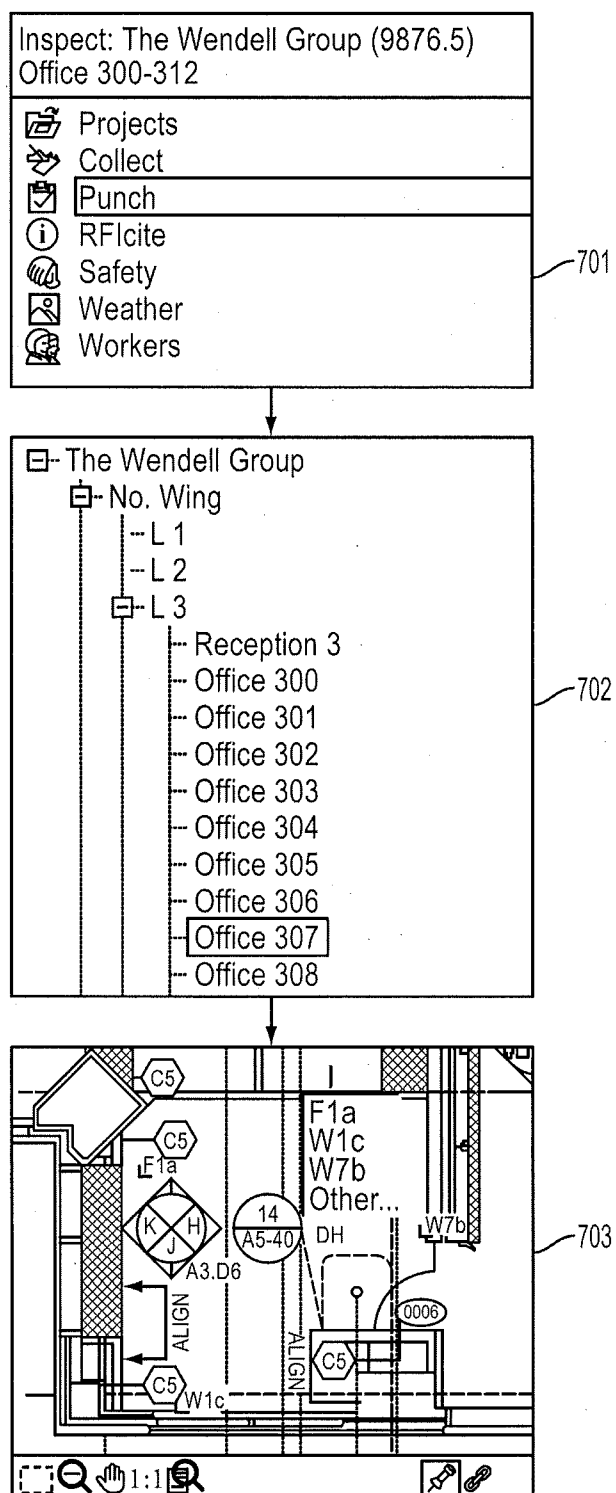 Inspect: The Wendell Group (9876.5)
Office 300-312
Projects
Collect
Punch
RFIcite
Safety
Weather
Workers
701
The Wendell Group
No. Wing
L 1
L 2
L 3
Reception 3
Office 300
Office 301
Office 302
Office 303
Office 304
Office 305
Office 306
Office 307
Office 308
702
C5
C5
F1a
F1a
W1c
W7b
Other...
K H
J
A3.D6
14
A5-40
DH
W7b
703
ALIGN
ALIGN
0006
C5
C5
W1c
1:1